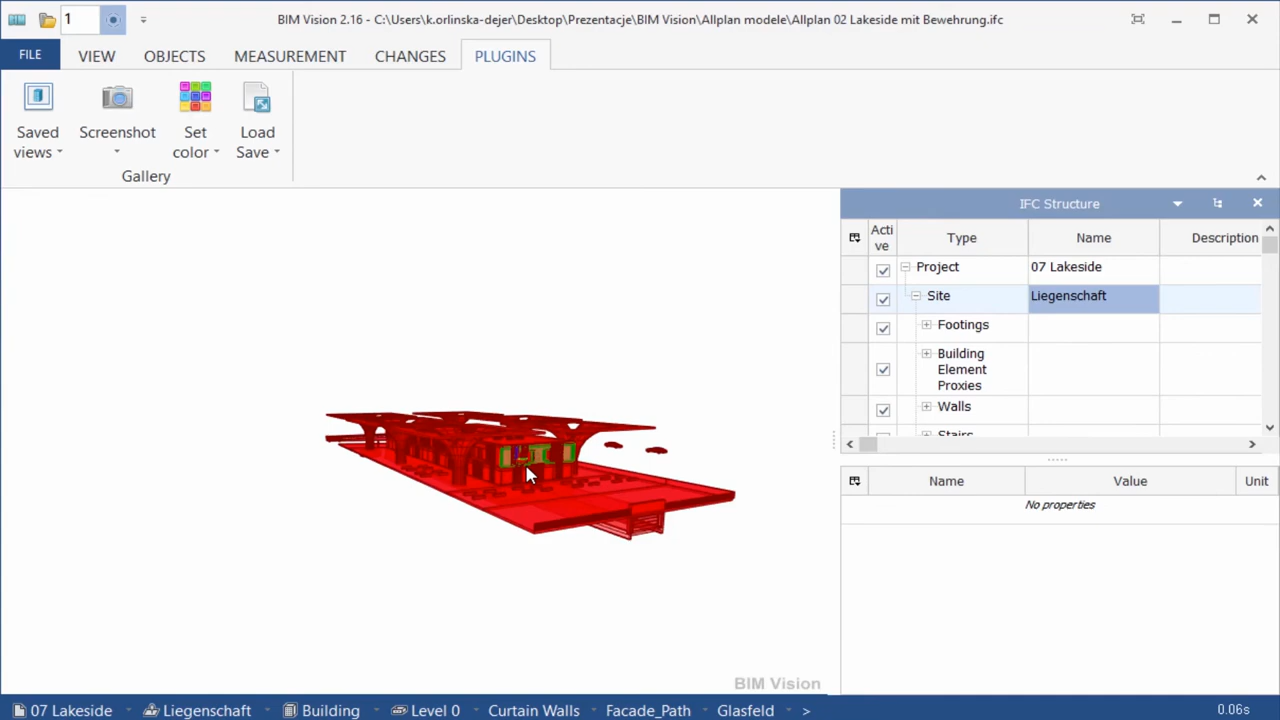 1
BIM Vision 2.16 - C:\Users\k.orlinska-dejer\Desktop\Prezentacje\BIM Vision\Allplan modele\Allplan 02 Lakeside mit Bewehrung.ifc
FILE VIEW OBJECTS MEASUREMENT CHANGES PLUGINS
Saved views
Screenshot
Set color
Load Save
Gallery
IFC Structure
Active Type Name Description
Project 07 Lakeside
Site Liegenschaft
Footings
Building
Element
Proxies
Walls
Stairs
Name Value Unit
No properties
BIM Vision
07 Lakeside Liegenschaft Building Level 0 Curtain Walls Facade_Path Glasfeld > 0.06s